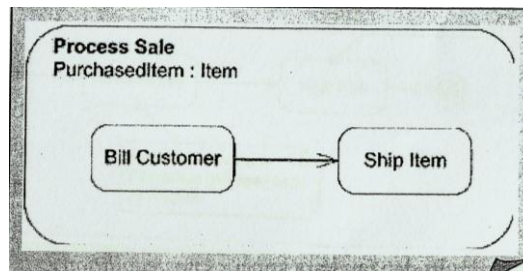 Process Sale
PurchasedItem : Item
Bill Customer
Ship Item